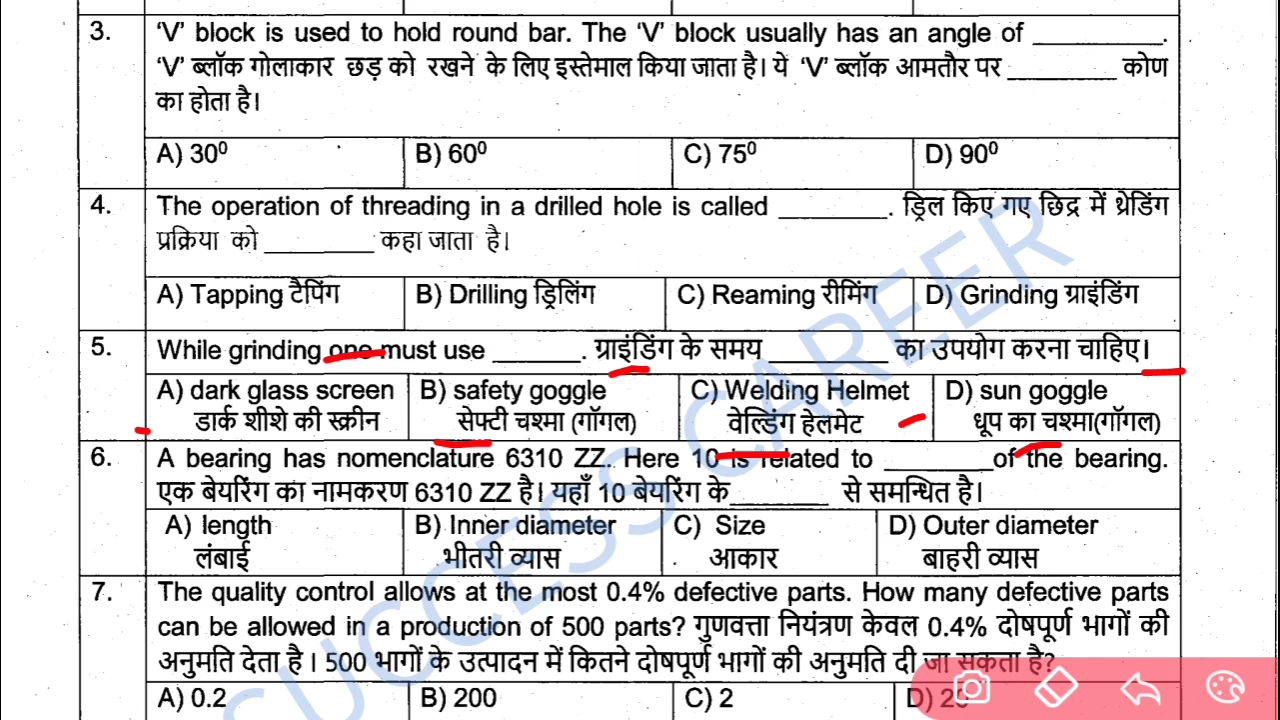 3. 'V' block is used to hold round bar. The 'V' block usually has an angle of __________.
'V' ब्लॉक गोलाकार छड़ को रखने के लिए इस्तेमाल किया जाता है। ये 'V' ब्लॉक आमतौर पर ________ कोण
का होता है।
A) 30⁰ B) 60⁰ C) 75⁰ D) 90⁰
4. The operation of threading in a drilled hole is called ________. ड्रिल किए गए छिद्र में थ्रेडिंग
प्रक्रिया को ________ कहा जाता है।
A) Tapping टैपिंग B) Drilling ड्रिलिंग C) Reaming रीमिंग D) Grinding ग्राइंडिंग
5. While grinding one must use _______. ग्राइंडिंग के समय _________ का उपयोग करना चाहिए।
A) dark glass screen B) safety goggle C) Welding Helmet D) sun goggle
डार्क शीशे की स्क्रीन सेफ्टी चश्मा (गॉगल) वेल्डिंग हेलमेट धूप का चश्मा(गॉगल)
6. A bearing has nomenclature 6310 ZZ. Here 10 is related to ________of the bearing.
एक बेयरिंग का नामकरण 6310 ZZ है। यहाँ 10 बेयरिंग के_______ से समन्धित है।
A) length B) Inner diameter C) Size D) Outer diameter
लंबाई भीतरी व्यास आकार बाहरी व्यास
7. The quality control allows at the most 0.4% defective parts. How many defective parts
can be allowed in a production of 500 parts? गुणवत्ता नियंत्रण केवल 0.4% दोषपूर्ण भागों की
अनुमति देता है। 500 भागों के उत्पादन में कितने दोषपूर्ण भागों की अनुमति दी जा सकता है?
A) 0.2 B) 200 C) 2 D) 20
SUCCESS CAREER